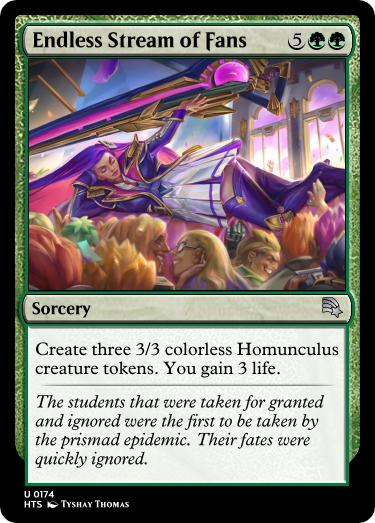 Endless Stream of Fans 5
Sorcery
Create three 3/3 colorless Homunculus
creature tokens. You gain 3 life.
The students that were taken for granted
and ignored were the first to be taken by
the prismad epidemic. Their fates were
quickly ignored.
U 0174
HTS Tyshay Thomas